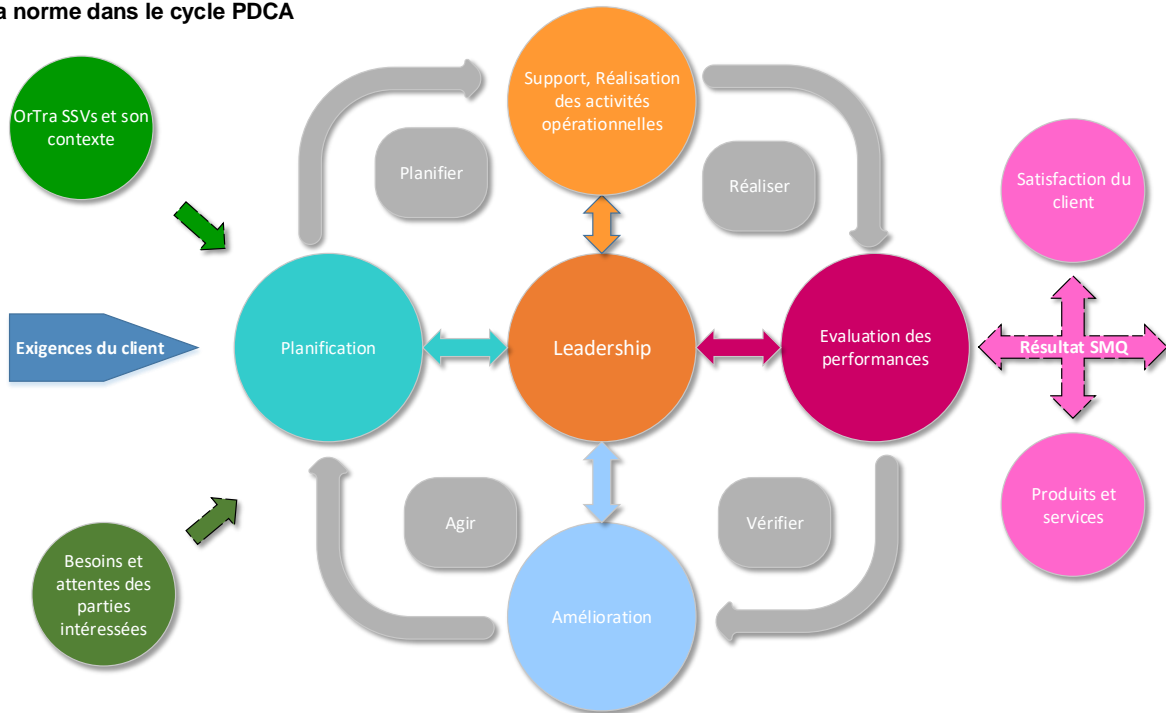 a norme dans le cycle PDCA
OrTra SSVs et son
contexte
Support, Réalisation
des activités
opérationnelles
Planifier
Réaliser
Satisfaction du
client
Exigences du client
Planification
Leadership
Evaluation des
performances
Résultat SMQ
Agir
Vérifier
Produits et
services
Besoins et
attentes des
parties
intéressées
Amélioration